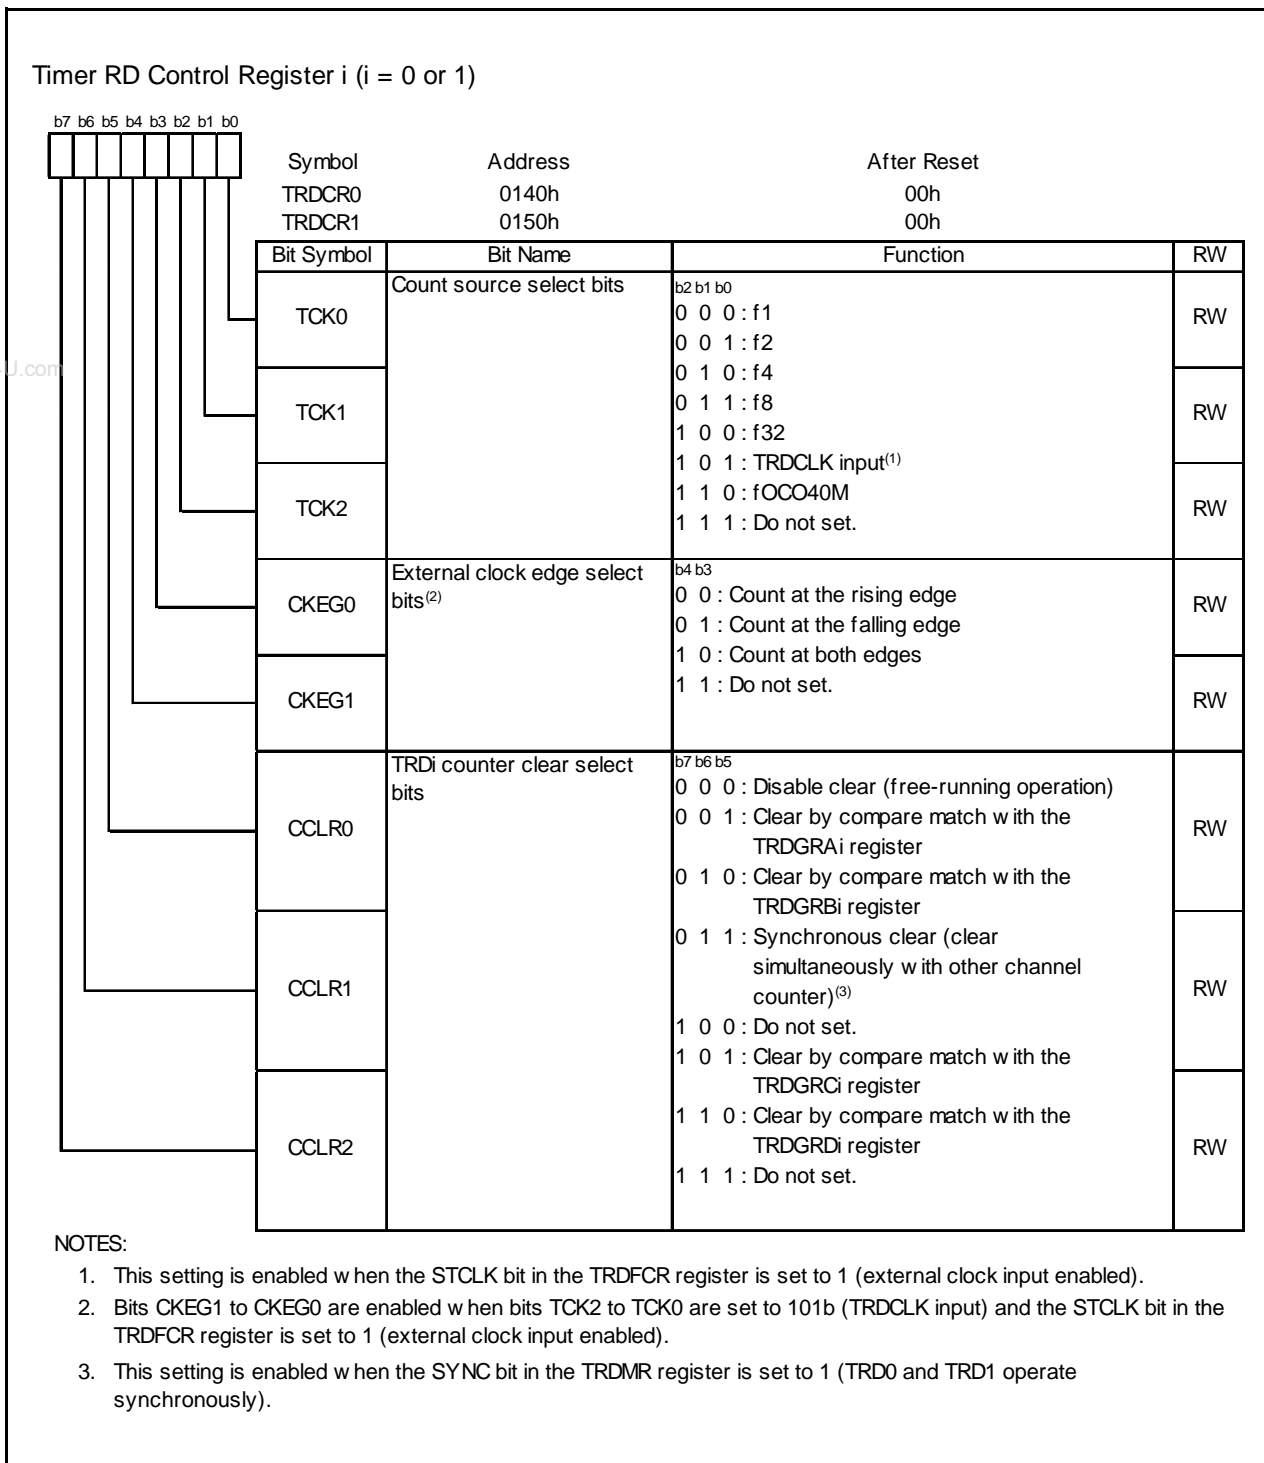 Timer RD Control Register i (i = 0 or 1)
b7 b6 b5 b4 b3 b2 b1 b0
Symbol Address After Reset
TRDCR0 0140h 00h
TRDCR1 0150h 00h
Bit Symbol Bit Name Function RW
TCK0 Count source select bits RW
b2 b1 b0
0 0 0 : f1
0 0 1 : f2
0 1 0 : f4
TCK1 RW
0 1 1 : f8
1 0 0 : f32
1 0 1 : TRDCLK input(1)
TCK2 RW
1 1 0 : fOCO40M
1 1 1 : Do not set.
CKEG0 RW
External clock edge select
bits(2)
b4 b3
0 0 : Count at the rising edge
0 1 : Count at the falling edge
1 0 : Count at both edges
1 1 : Do not set.
CKEG1 RW
TRDi counter clear select
bits
b7 b6 b5
0 0 0 : Disable clear (free-running operation)
0 0 1 : Clear by compare match with the
TRDGRAi register
CCLR0 RW
0 1 0 : Clear by compare match with the
TRDGRBi register
0 1 1 : Synchronous clear (clear
simultaneously with other channel
counter)(3)
CCLR1 RW
1 0 0 : Do not set.
1 0 1 : Clear by compare match with the
TRDGRCi register
1 1 0 : Clear by compare match with the
TRDGRDi register
CCLR2 RW
1 1 1 : Do not set.
NOTES:
1. This setting is enabled when the STCLK bit in the TRDFCR register is set to 1 (external clock input enabled).
2. Bits CKEG1 to CKEG0 are enabled when bits TCK2 to TCK0 are set to 101b (TRDCLK input) and the STCLK bit in the
TRDFCR register is set to 1 (external clock input enabled).
3. This setting is enabled when the SYNC bit in the TRDMR register is set to 1 (TRD0 and TRD1 operate
synchronously).
U.com